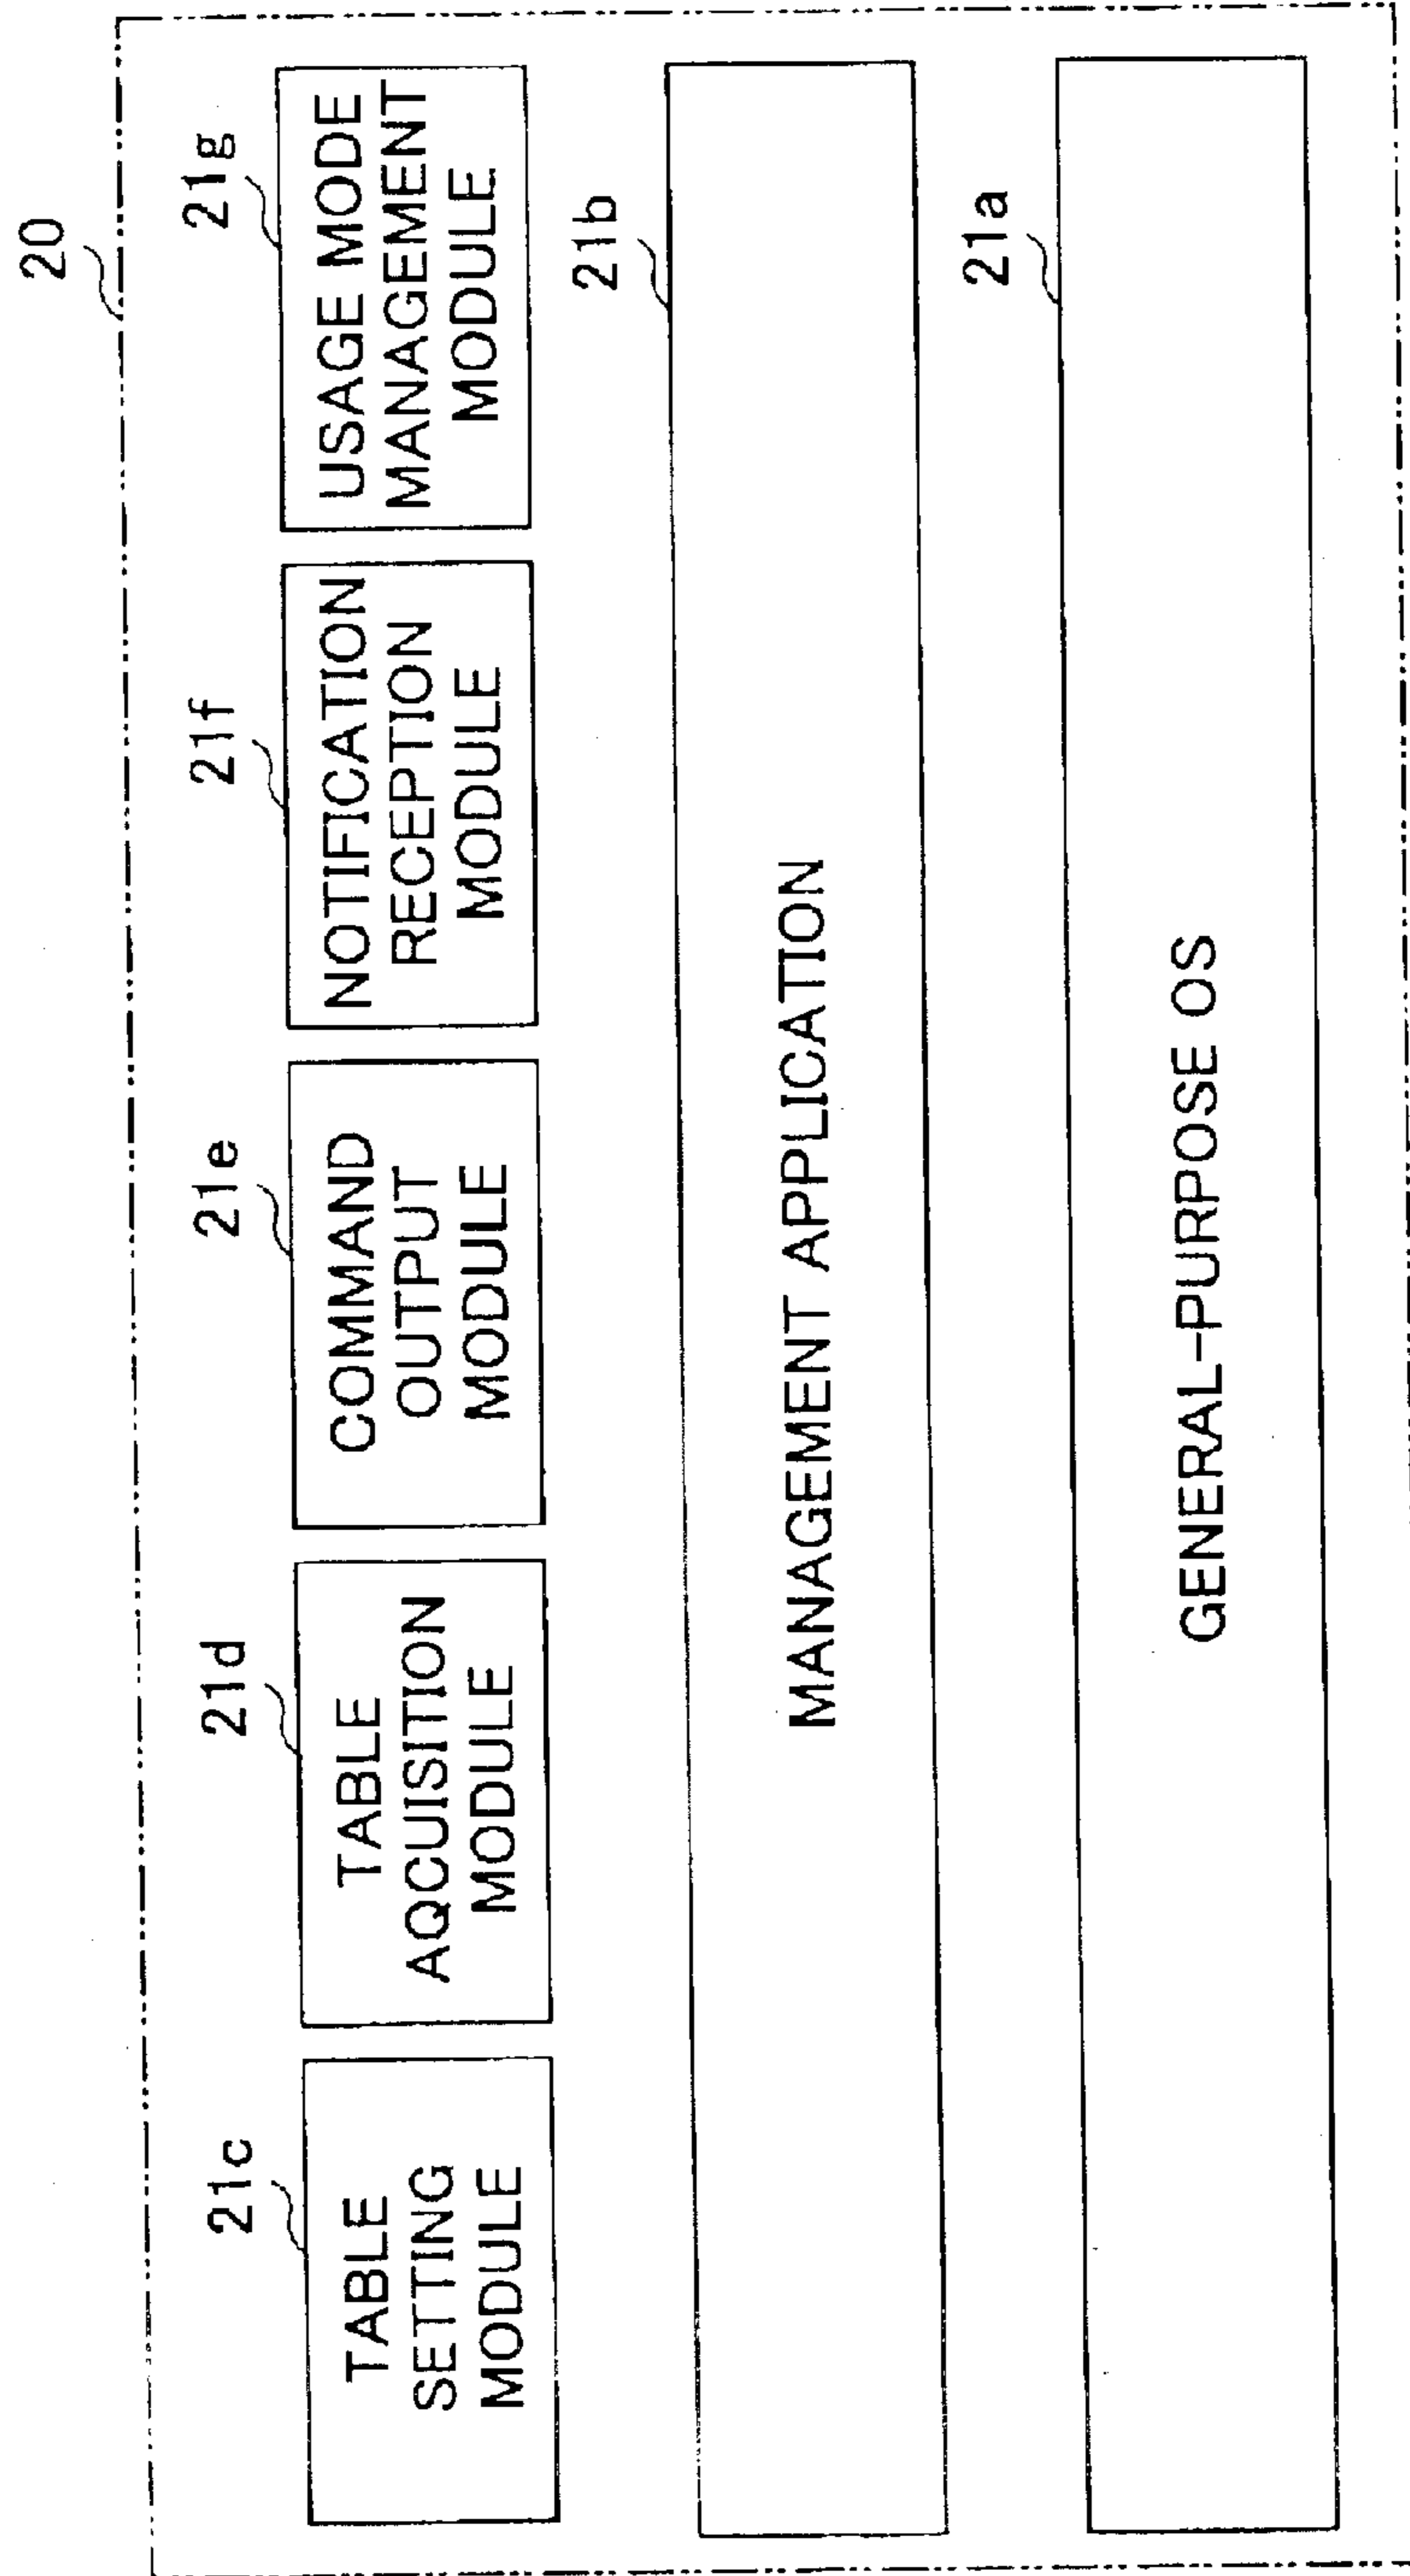 20
21c
TABLE
SETTING
MODULE
21d
TABLE
AQCUISITION
MODULE
21e
COMMAND
OUTPUT
MODULE
21f
NOTIFICATION
RECEPTION
MODULE
21g
USAGE MODE
MANAGEMENT
MODULE
21b
MANAGEMENT APPLICATION
21a
GENERAL-PURPOSE OS